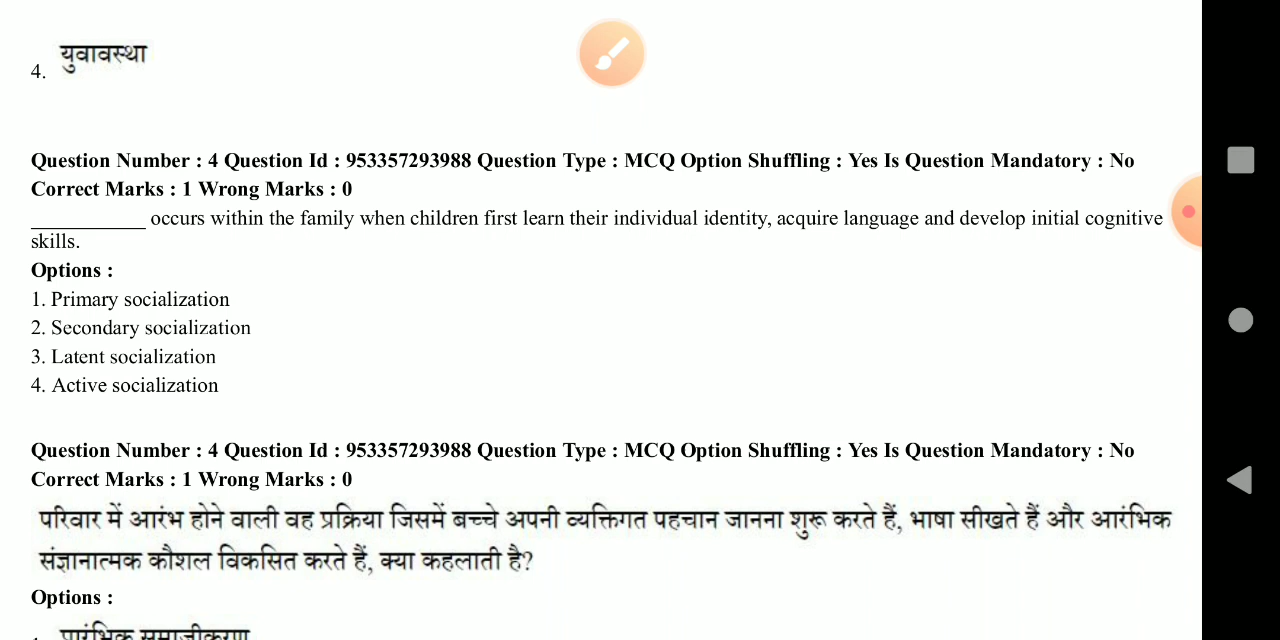 4. युवावस्था
Question Number : 4 Question Id : 953357293988 Question Type : MCQ Option Shuffling : Yes Is Question Mandatory : No
Correct Marks : 1 Wrong Marks : 0
___________ occurs within the family when children first learn their individual identity, acquire language and develop initial cognitive
skills.
Options :
1. Primary socialization
2. Secondary socialization
3. Latent socialization
4. Active socialization
Question Number : 4 Question Id : 953357293988 Question Type : MCQ Option Shuffling : Yes Is Question Mandatory : No
Correct Marks : 1 Wrong Marks : 0
परिवार में आरंभ होने वाली वह प्रक्रिया जिसमें बच्चे अपनी व्यक्तिगत पहचान जानना शुरू करते हैं, भाषा सीखते हैं और आरंभिक
संज्ञानात्मक कौशल विकसित करते हैं, क्या कहलाती है?
Options :
प्रारंभिक समाजीकरण